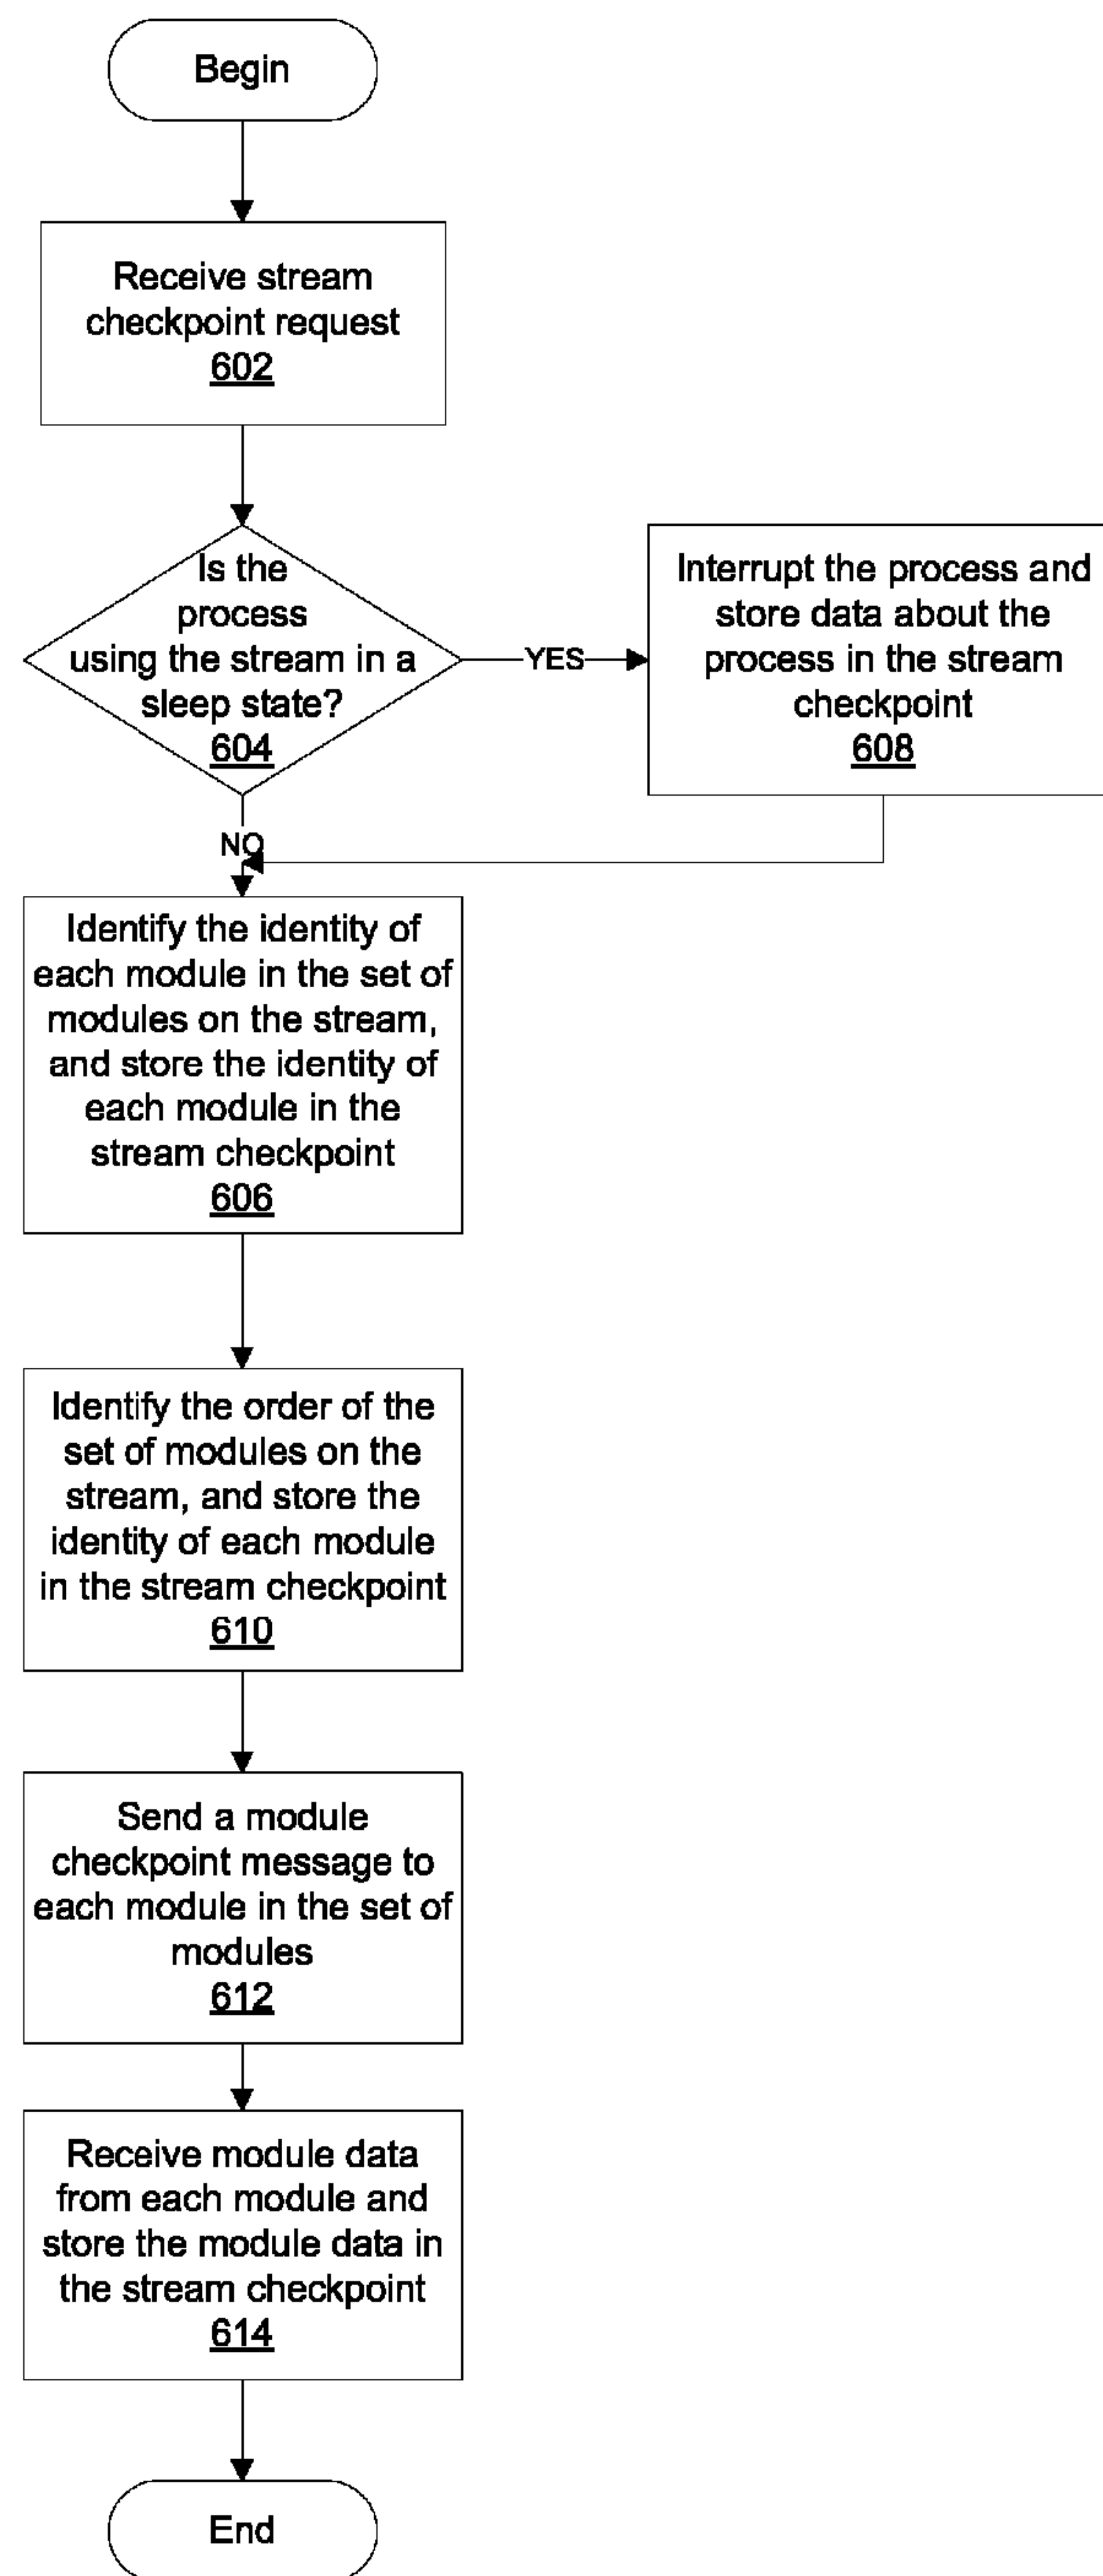 Begin
Receive stream
checkpoint request
602
Is the
process
using the stream in a
sleep state?
604
YES
Interrupt the process and
store data about the
process in the stream
checkpoint
608
NO
Identify the identity of
each module in the set of
modules on the stream,
and store the identity of
each module in the
stream checkpoint
606
Identify the order of the
set of modules on the
stream, and store the
identity of each module
in the stream checkpoint
610
Send a module
checkpoint message to
each module in the set of
modules
612
Receive module data
from each module and
store the module data in
the stream checkpoint
614
End